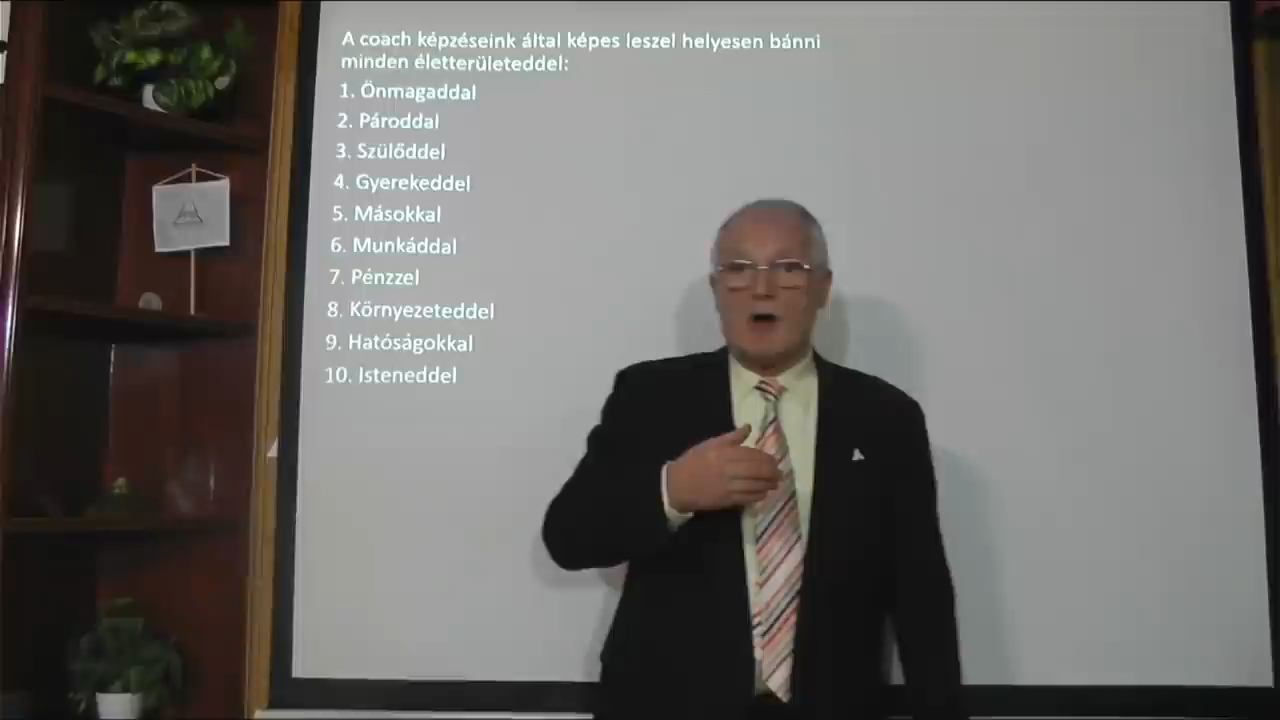 A coach képzéseink által képes leszel helyesen bánni
minden életterületeddel:
1. Önmagaddal
2. Pároddal
3. Szülőddel
4. Gyerekeddel
5. Másokkal
6. Munkáddal
7. Pénzzel
8. Környezeteddel
9. Hatóságokkal
10. Isteneddel